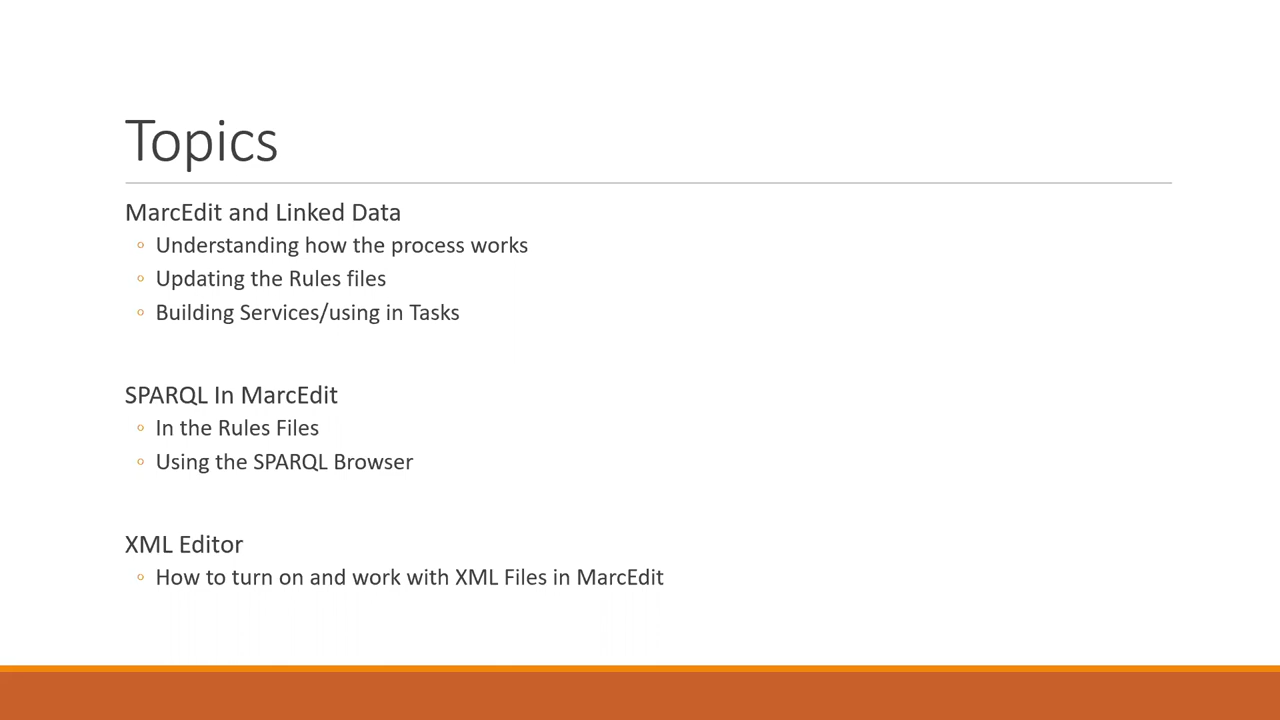 Topics
MarcEdit and Linked Data
◦ Understanding how the process works
◦ Updating the Rules files
◦ Building Services/using in Tasks
SPARQL In MarcEdit
◦ In the Rules Files
◦ Using the SPARQL Browser
XML Editor
◦ How to turn on and work with XML Files in MarcEdit